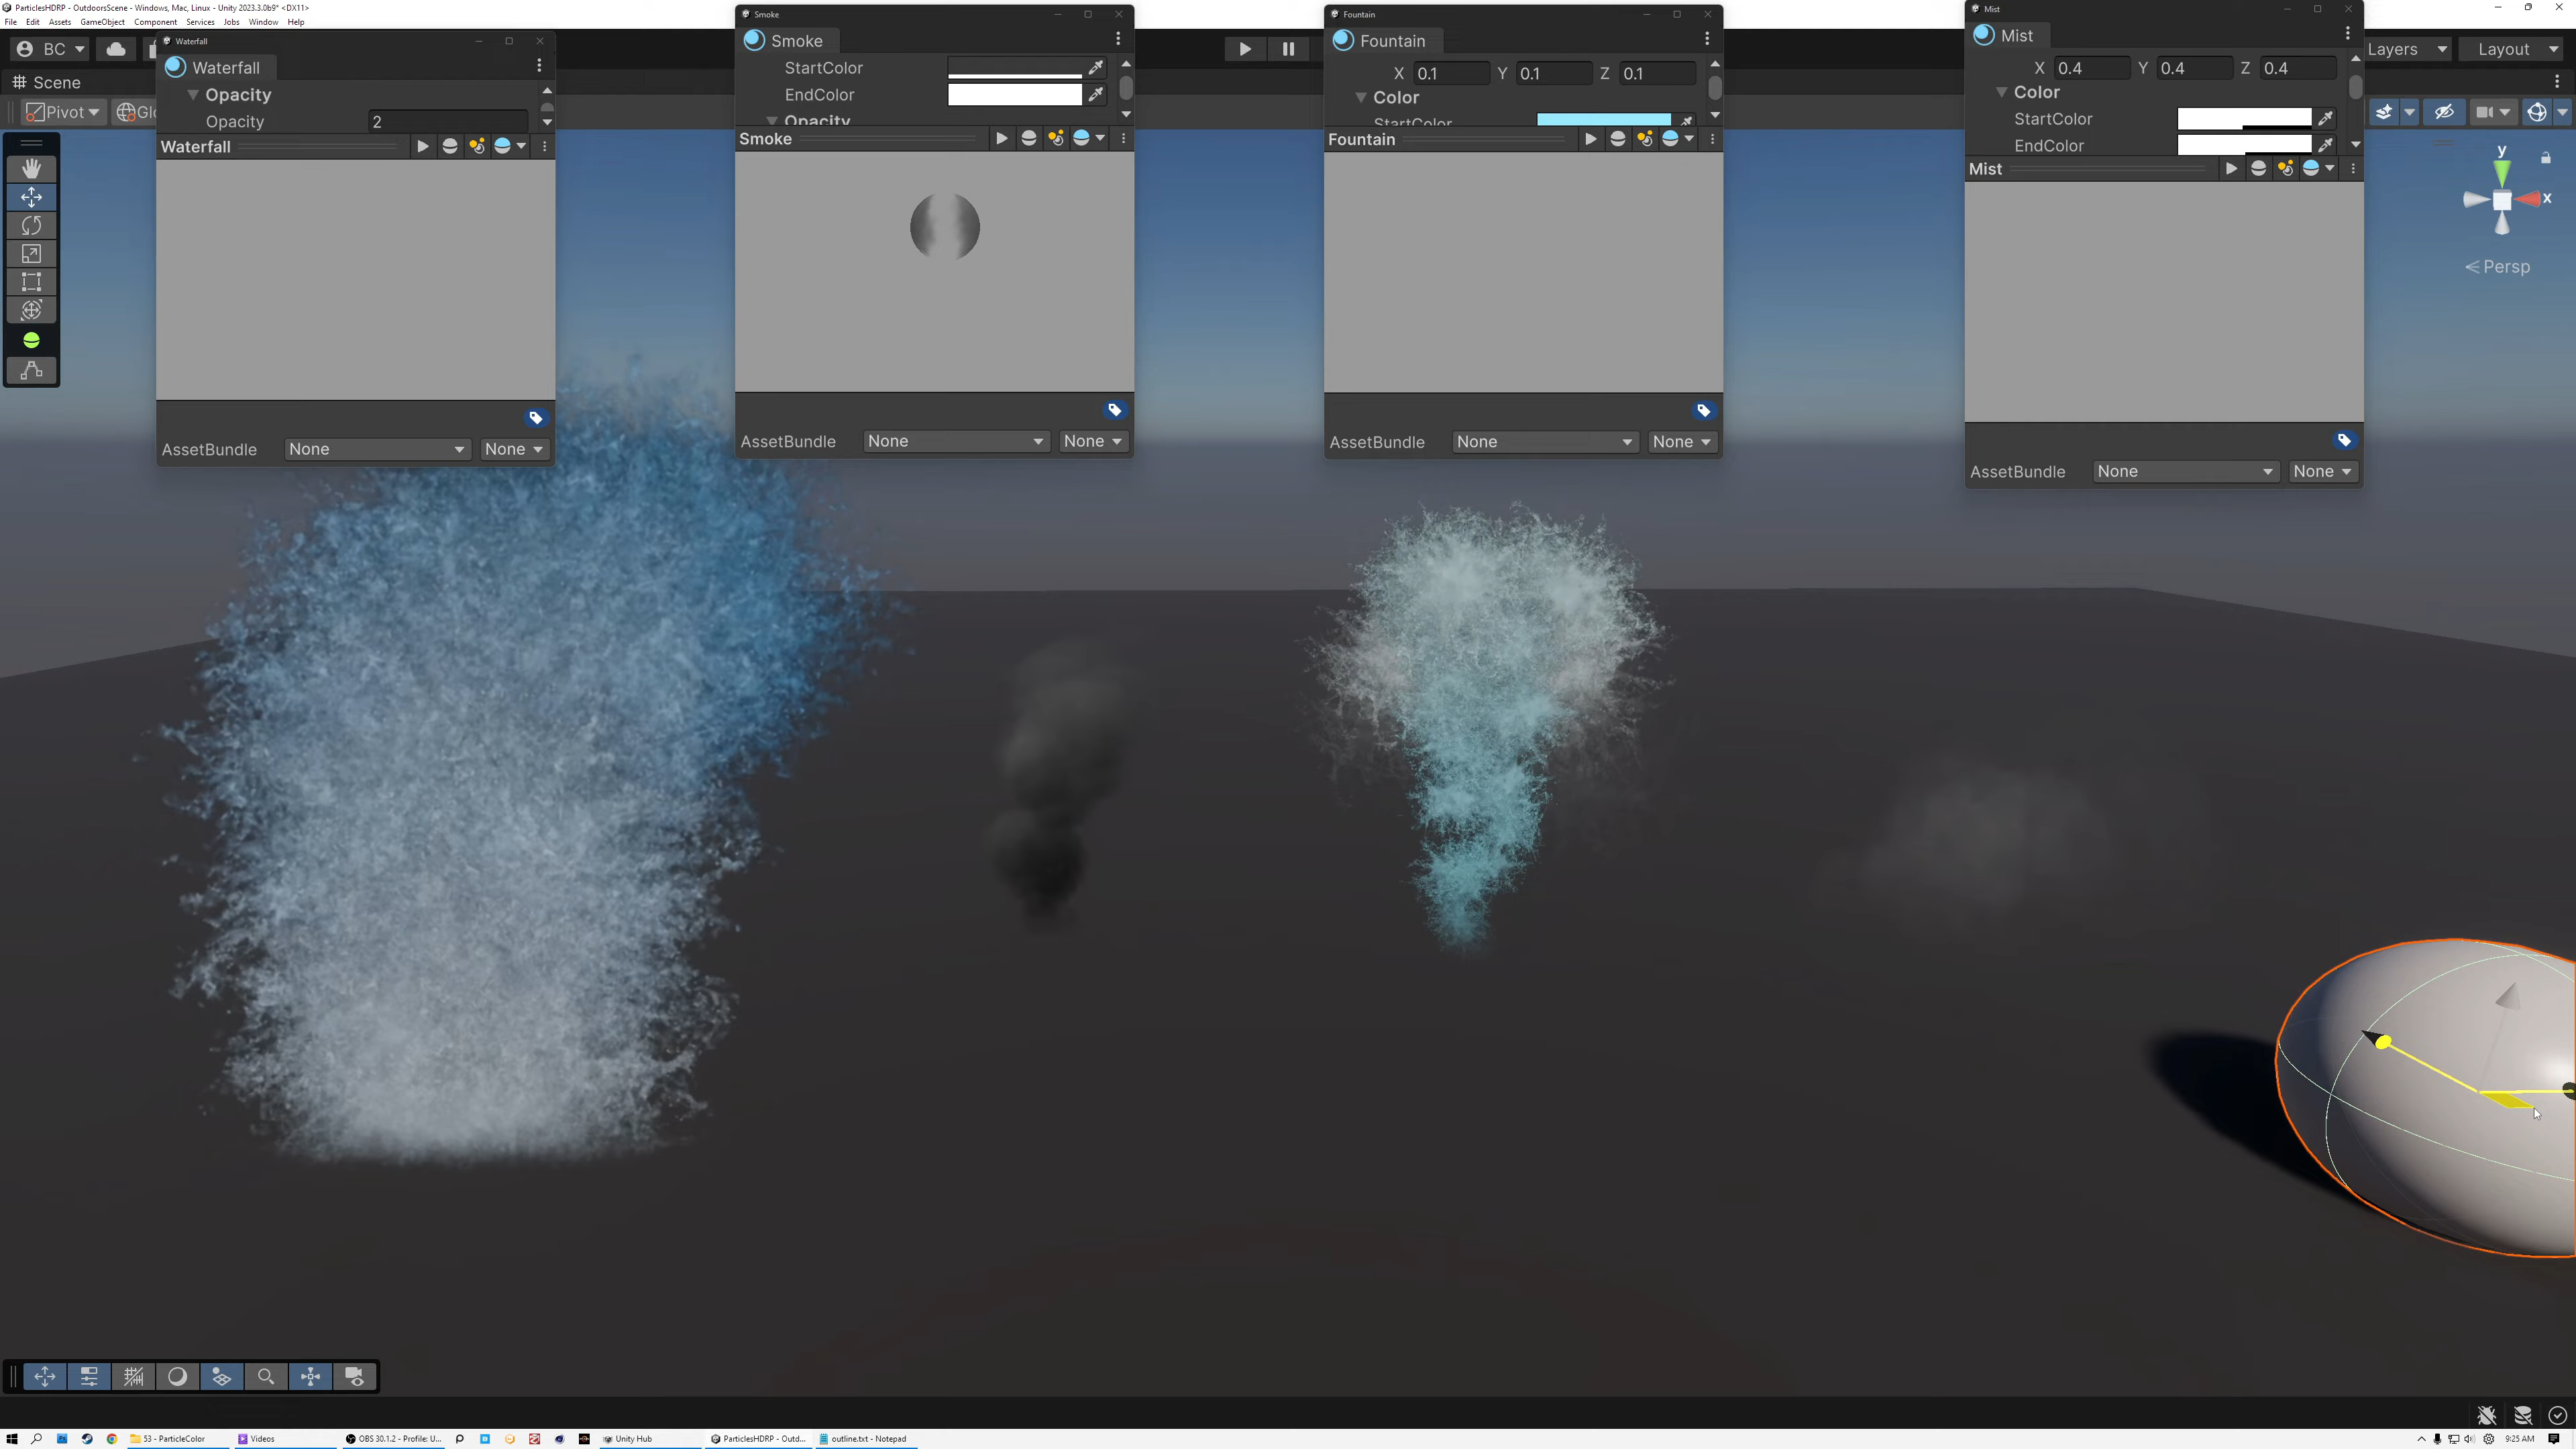 ParticlesHDRP - OutdoorsScene - Windows, Mac, Linux - Unity 2023.3.0b9* <DX11>
File Edit Assets GameObject Component Services Jobs Window Help
BC
Layers
Layout
Scene
Pivot
Glo
Waterfall
Waterfall
Opacity
Opacity 2
Waterfall
AssetBundle None None
Smoke
Smoke
StartColor
EndColor
Opacity
Smoke
AssetBundle None None
Fountain
Fountain
X 0.1 Y 0.1 Z 0.1
Color
StartColor
Fountain
AssetBundle None None
Mist
Mist
X 0.4 Y 0.4 Z 0.4
Color
StartColor
EndColor
Mist
AssetBundle None None
y
x
Persp
53 - ParticleColor
Videos
OBS 30.1.2 - Profile: U...
Unity Hub
ParticlesHDRP - Outd...
outline.txt - Notepad
9:25 AM